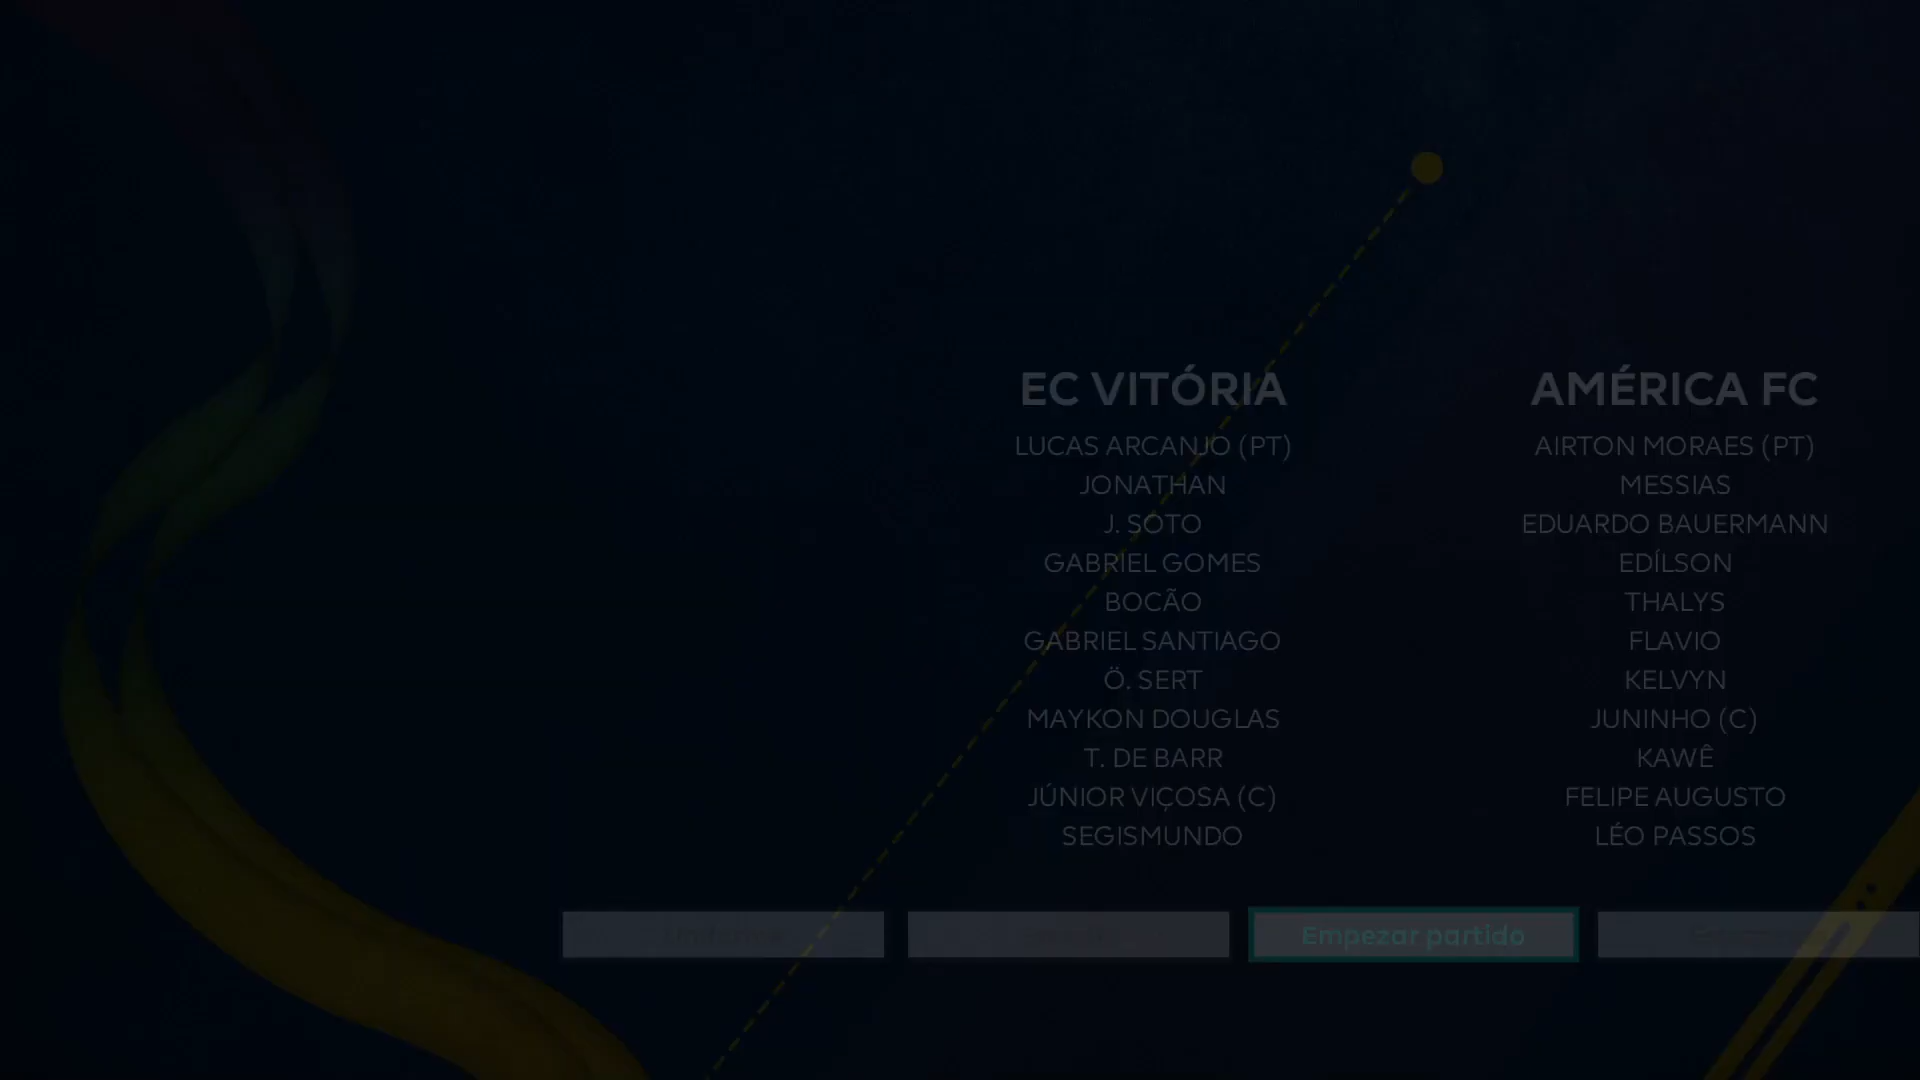 EC VITÓRIA
LUCAS ARCANJO (PT)
JONATHAN
J. SOTO
GABRIEL GOMES
BOCÃO
GABRIEL SANTIAGO
Ö. SERT
MAYKON DOUGLAS
T. DE BARR
JÚNIOR VIÇOSA (C)
SEGISMUNDO
AMÉRICA FC
AIRTON MORAES (PT)
MESSIAS
EDUARDO BAUERMANN
EDÍLSON
THALYS
FLAVIO
KELVYN
JUNINHO (C)
KAWÊ
FELIPE AUGUSTO
LÉO PASSOS
Empezar partido